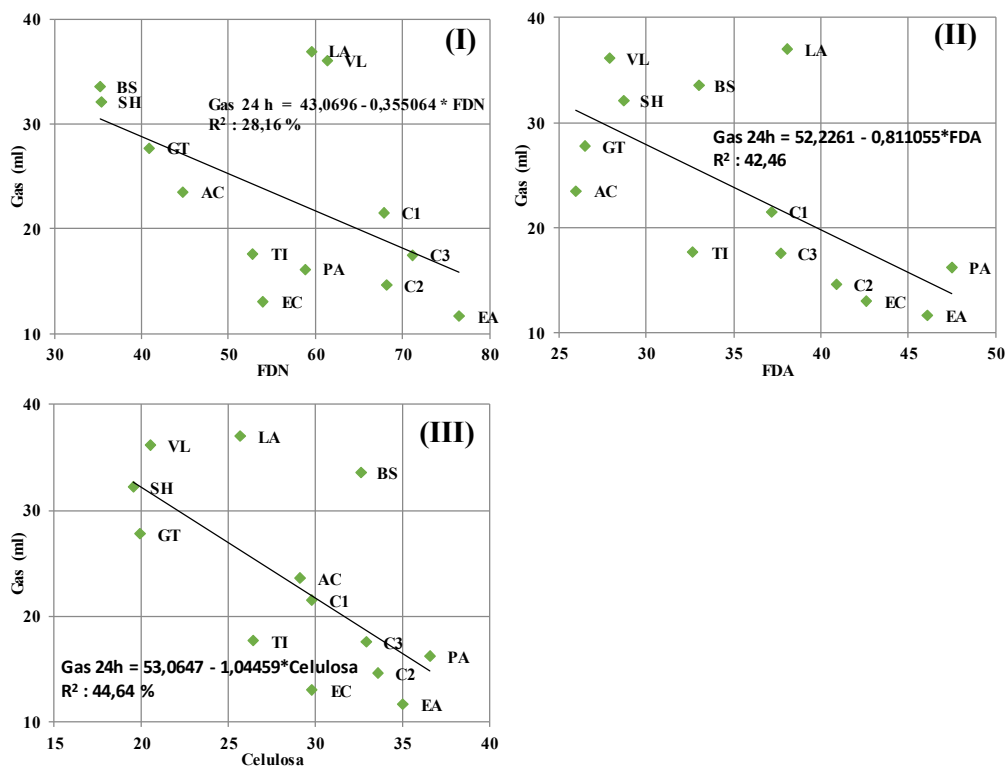 (I)
40
30
20
10
Gas (ml)
LA
VL
BS
SH
Gas 24 h = 43,0696 - 0,355064 * FDN
R² : 28,16 %
GT
AC
C1
TI
C3
PA
C2
EC
EA
30 40 50 60 70 80
FDN
(II)
40
30
20
10
Gas (ml)
LA
VL
BS
SH
Gas 24h = 52,2261 - 0,811055*FDA
R² : 42,46
GT
AC
C1
TI
C3
PA
C2
EC
EA
25 30 35 40 45 50
FDA
(III)
40
30
20
10
Gas (ml)
LA
VL
BS
SH
GT
AC
C1
TI
C3
PA
Gas 24h = 53,0647 - 1,04459*Celulosa
C2
R² : 44,64 %
EC
EA
15 20 25 30 35 40
Celulosa